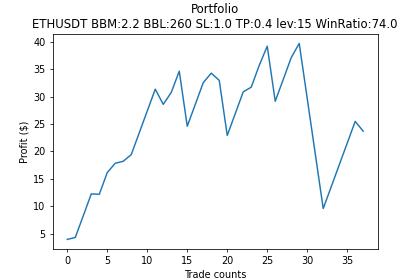 Portfolio
ETHUSDT BBM:2.2 BBL:260 SL:1.0 TP:0.4 lev:15 WinRatio:74.0
40
35
30
25
20
15
10
5
Profit ($)
0 5 10 15 20 25 30 35
Trade counts